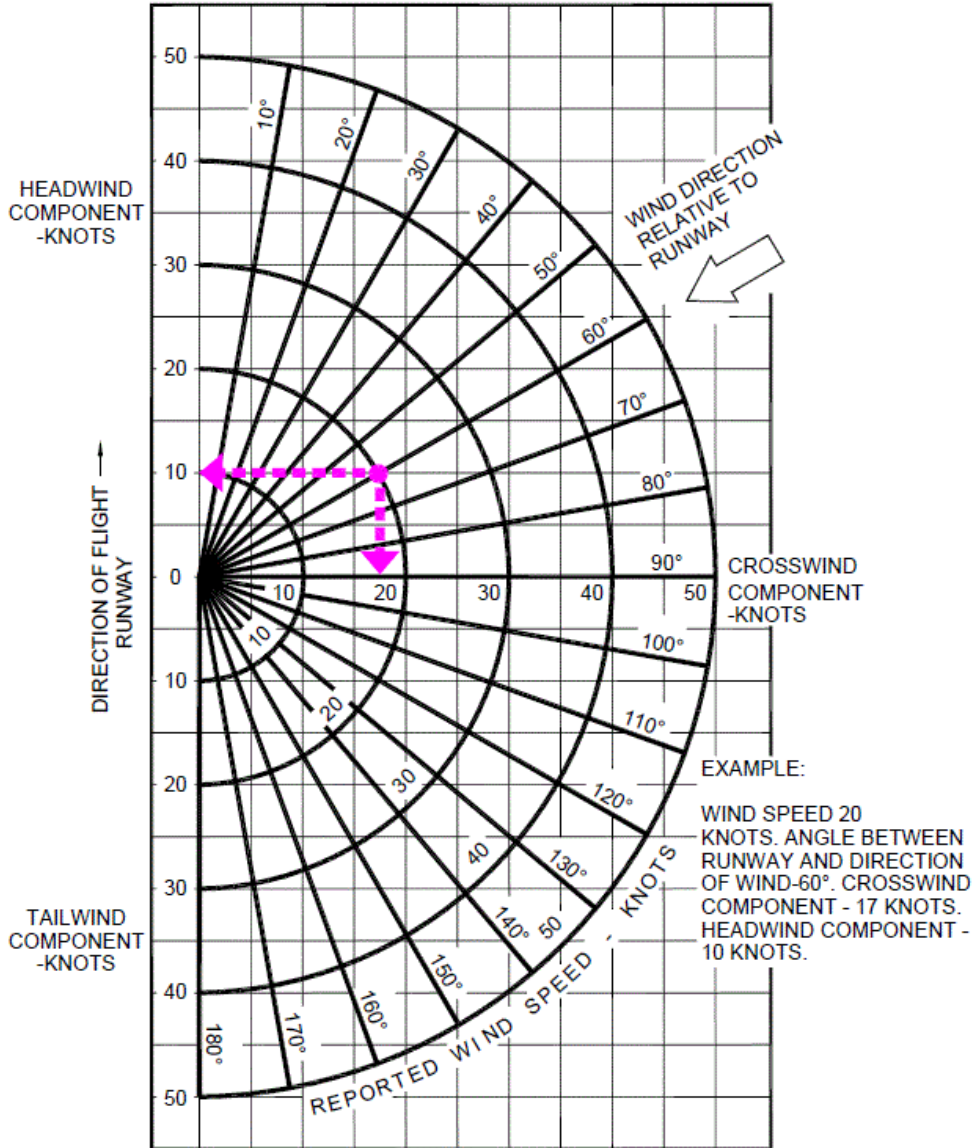 50
10°
20°
30°
40°
50°
60°
70°
80°
90°
40
30
20
10
0
HEADWIND
COMPONENT
-KNOTS
WIND DIRECTION
RELATIVE TO
RUNWAY
DIRECTION OF FLIGHT
RUNWAY
10
20
30
40
50
CROSSWIND
COMPONENT
-KNOTS
10
20
30
40
50
10
20
30
40
50
100°
110°
120°
130°
140°
150°
160°
170°
180°
TAILWIND
COMPONENT
-KNOTS
REPORTED WIND SPEED - KNOTS
EXAMPLE:
WIND SPEED 20
KNOTS. ANGLE BETWEEN
RUNWAY AND DIRECTION
OF WIND-60°. CROSSWIND
COMPONENT - 17 KNOTS.
HEADWIND COMPONENT -
10 KNOTS.